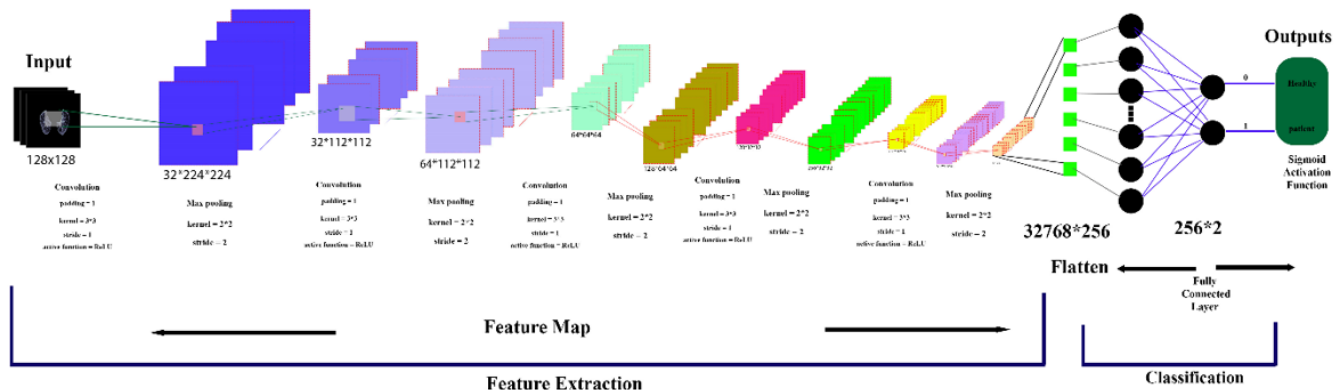 Input
128x128
32*224*224
32*112*112
64*112*112
64*64*64
128*64*64
Convolution
padding = 1
kernel = 3*3
stride = 1
active function = ReLU
Max pooling
kernel = 2*2
stride = 2
Convolution
padding = 1
kernel = 3*3
stride = 1
active function = ReLU
Max pooling
kernel = 2*2
stride = 2
Convolution
padding = 1
kernel = 3*3
stride = 1
active function = ReLU
Max pooling
kernel = 2*2
stride = 2
Convolution
padding = 1
kernel = 3*3
stride = 1
active function = ReLU
Max pooling
kernel = 2*2
stride = 2
Convolution
padding = 1
kernel = 3*3
stride = 1
active function = ReLU
Max pooling
kernel = 2*2
stride = 2
32768*256
Flatten
256*2
Fully
Connected
Layer
Outputs
0
Healthy
1
patient
Sigmoid
Activation
Function
Feature Map
Feature Extraction
Classification